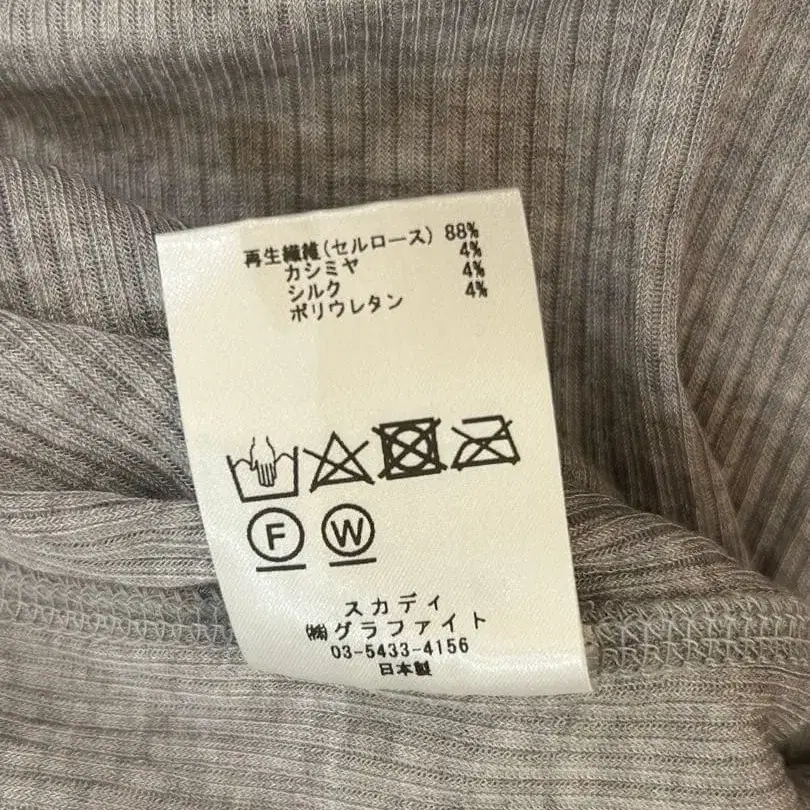 再生繊維(セルロース) 88%
カシミヤ 4%
シルク 4%
ポリウレタン 4%
F W
スカディ
㈱グラファイト
03-5433-4156
日本製